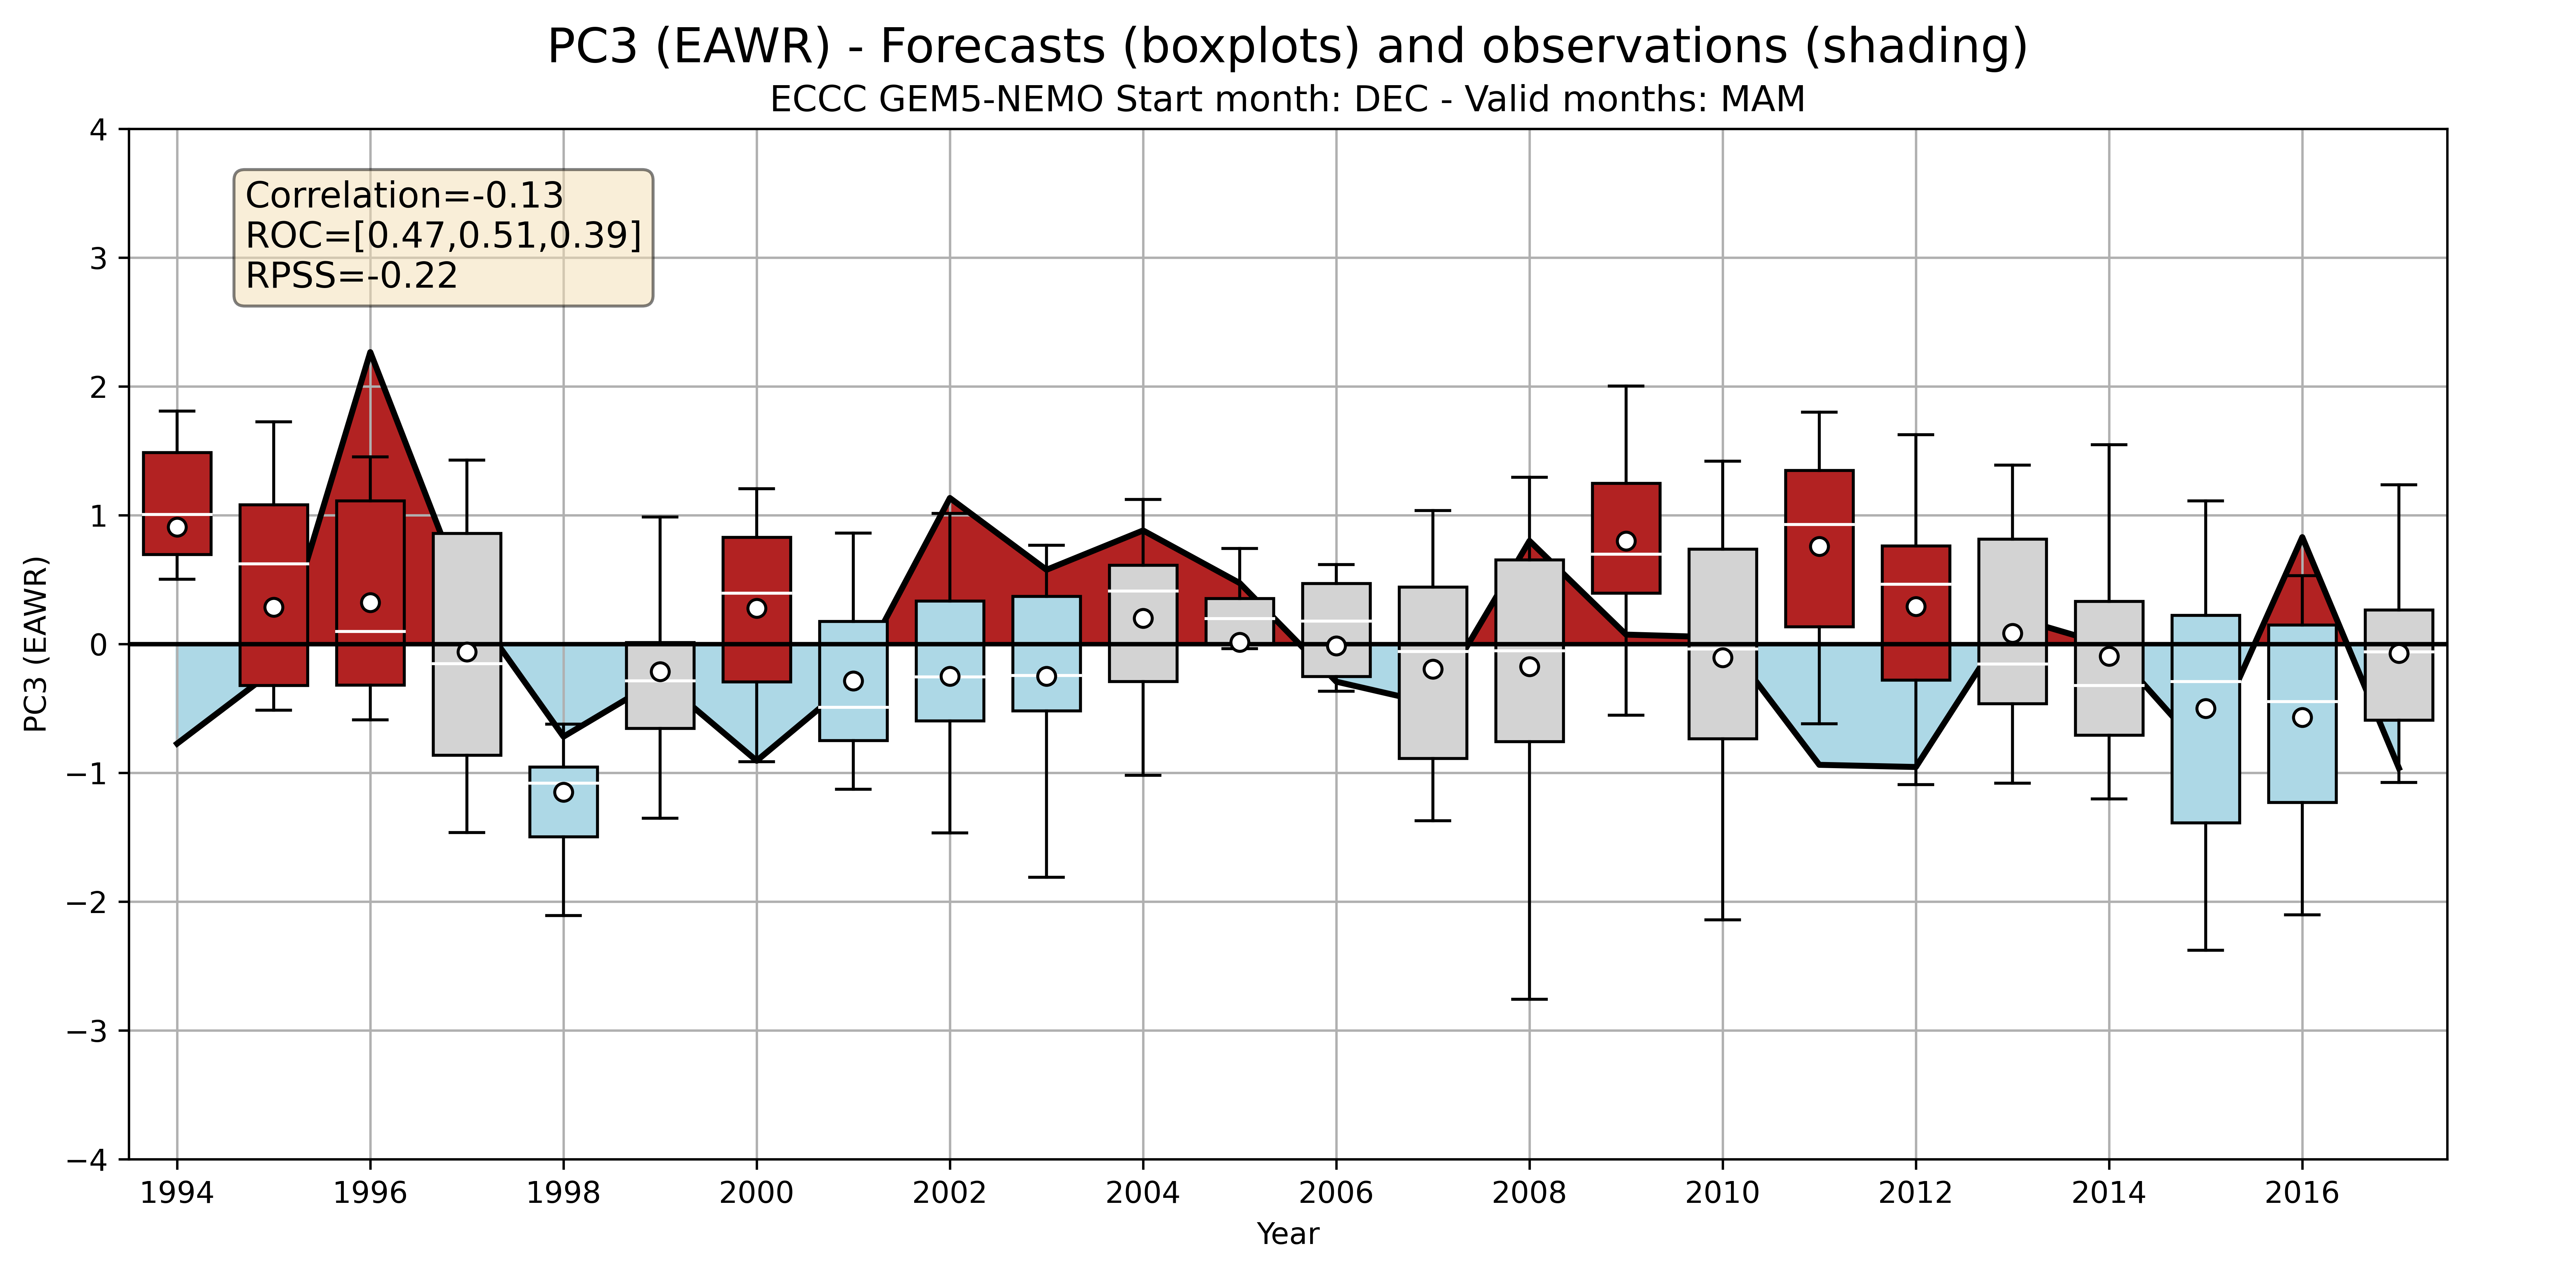 PC3 (EAWR) - Forecasts (boxplots) and observations (shading)
ECCC GEM5-NEMO Start month: DEC - Valid months: MAM
Correlation=-0.13
ROC=[0.47,0.51,0.39]
RPSS=-0.22
PC3 (EAWR)
4
3
2
1
0
−1
−2
−3
−4
1994 1996 1998 2000 2002 2004 2006 2008 2010 2012 2014 2016
Year